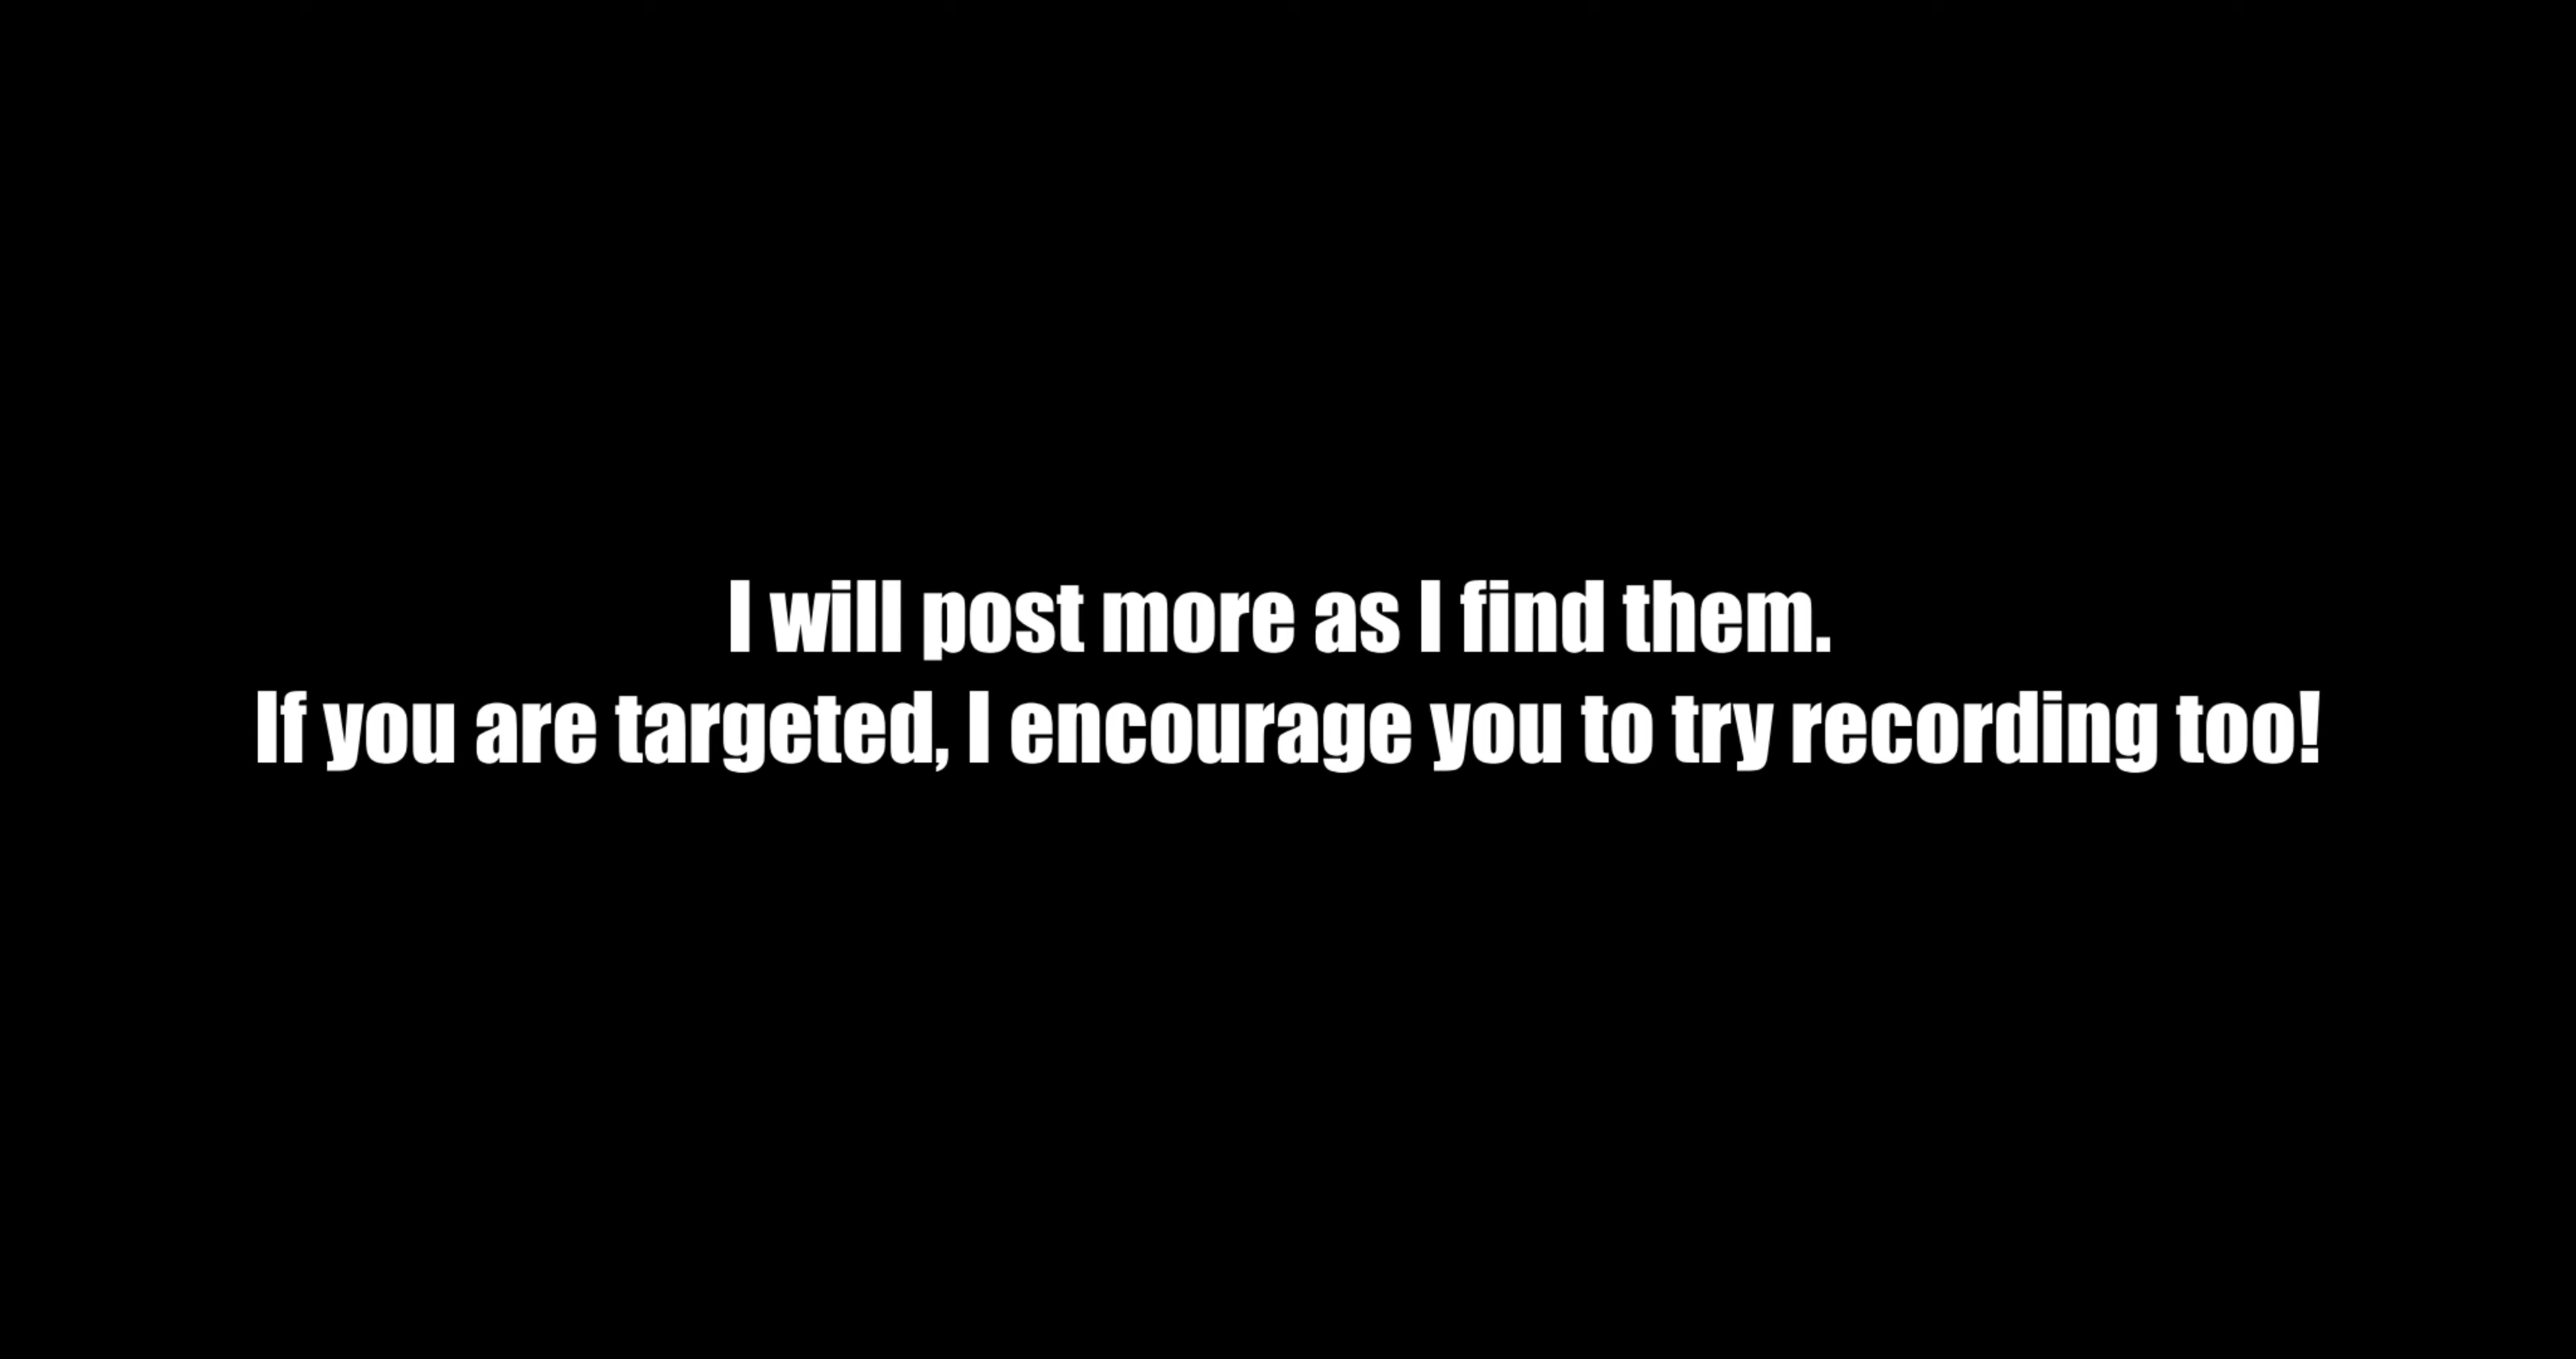 I will post more as I find them.
If you are targeted, I encourage you to try recording too!